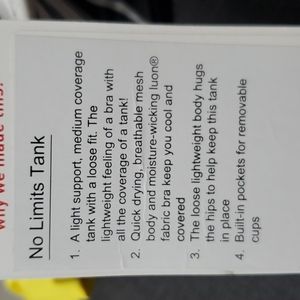 why we made this:
No Limits Tank
1. A light support, medium coverage
tank with a loose fit. The
lightweight feeling of a bra with
all the coverage of a tank!
2. Quick drying, breathable mesh
body and moisture-wicking luon®
fabric bra keep you cool and
covered
3. The loose lightweight body hugs
the hips to help keep this tank
in place
4. Built-in pockets for removable
cups